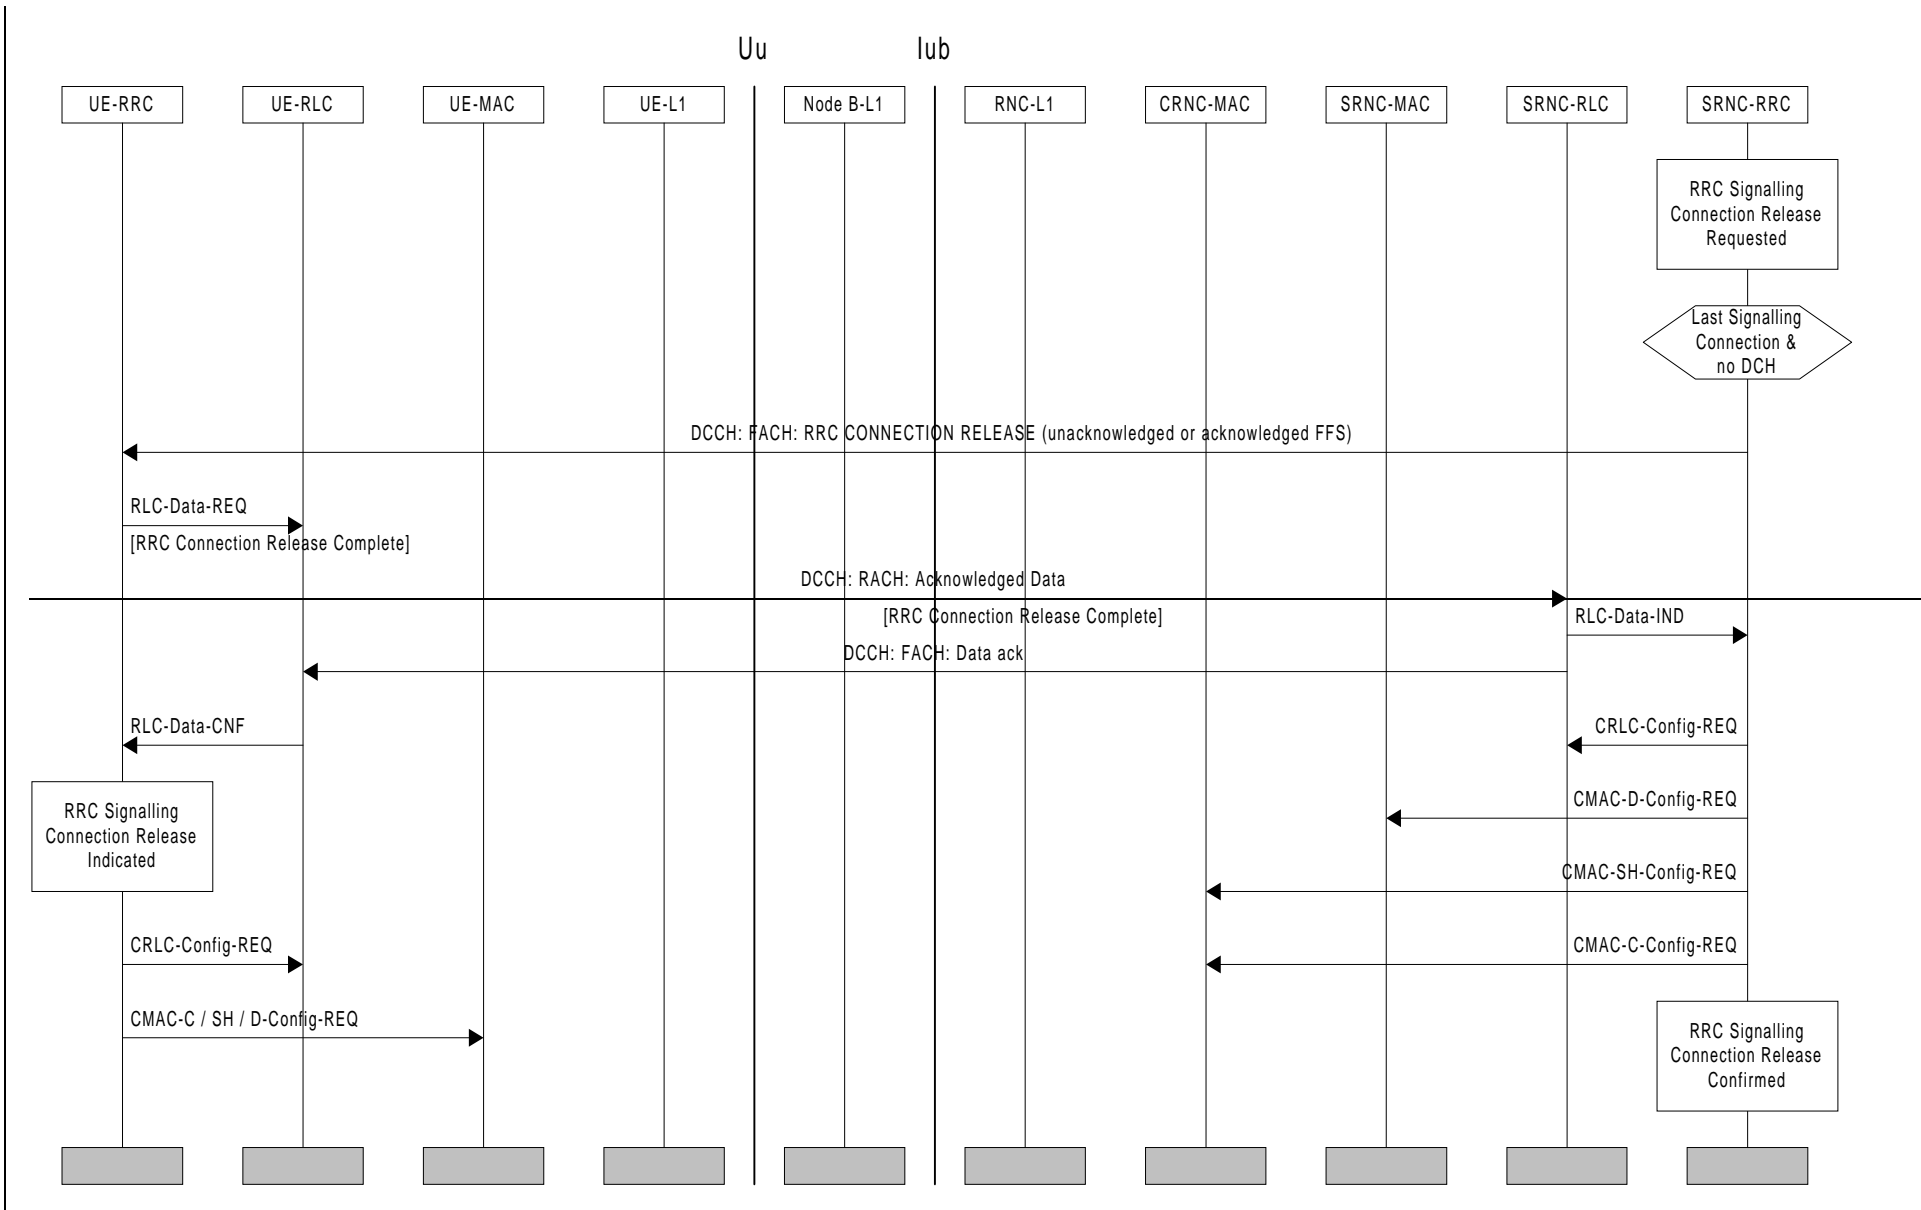 Uu
Iub
UE-RRC
UE-RLC
UE-MAC
UE-L1
Node B-L1
RNC-L1
CRNC-MAC
SRNC-MAC
SRNC-RLC
SRNC-RRC
RRC Signalling
Connection Release
Requested
Last Signalling
Connection &
no DCH
DCCH: FACH: RRC CONNECTION RELEASE (unacknowledged or acknowledged FFS)
RLC-Data-REQ
[RRC Connection Release Complete]
DCCH: RACH: Acknowledged Data
[RRC Connection Release Complete]
RLC-Data-IND
DCCH: FACH: Data ack
RLC-Data-CNF
CRLC-Config-REQ
RRC Signalling
Connection Release
Indicated
CMAC-D-Config-REQ
CMAC-SH-Config-REQ
CRLC-Config-REQ
CMAC-C-Config-REQ
CMAC-C / SH / D-Config-REQ
RRC Signalling
Connection Release
Confirmed